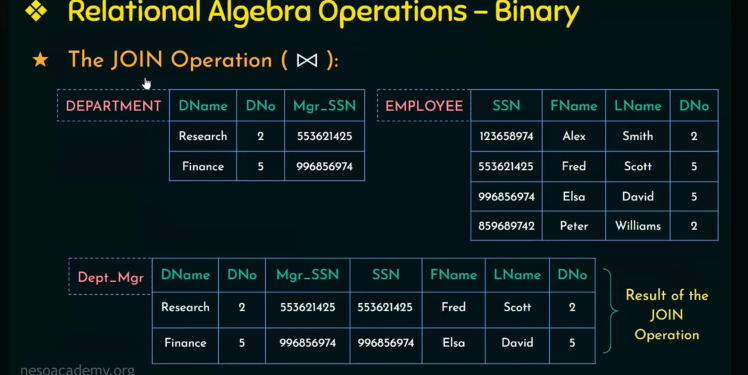 ❖ Relational Algebra Operations – Binary
★ The JOIN Operation ( ⋈ ):
DEPARTMENT DName DNo Mgr_SSN
Research 2 553621425
Finance 5 996856974
EMPLOYEE SSN FName LName DNo
123658974 Alex Smith 2
553621425 Fred Scott 5
996856974 Elsa David 5
859689742 Peter Williams 2
Dept_Mgr DName DNo Mgr_SSN SSN FName LName DNo
Research 2 553621425 553621425 Fred Scott 2
Finance 5 996856974 996856974 Elsa David 5
Result of the
JOIN
Operation
nesoacademy.org